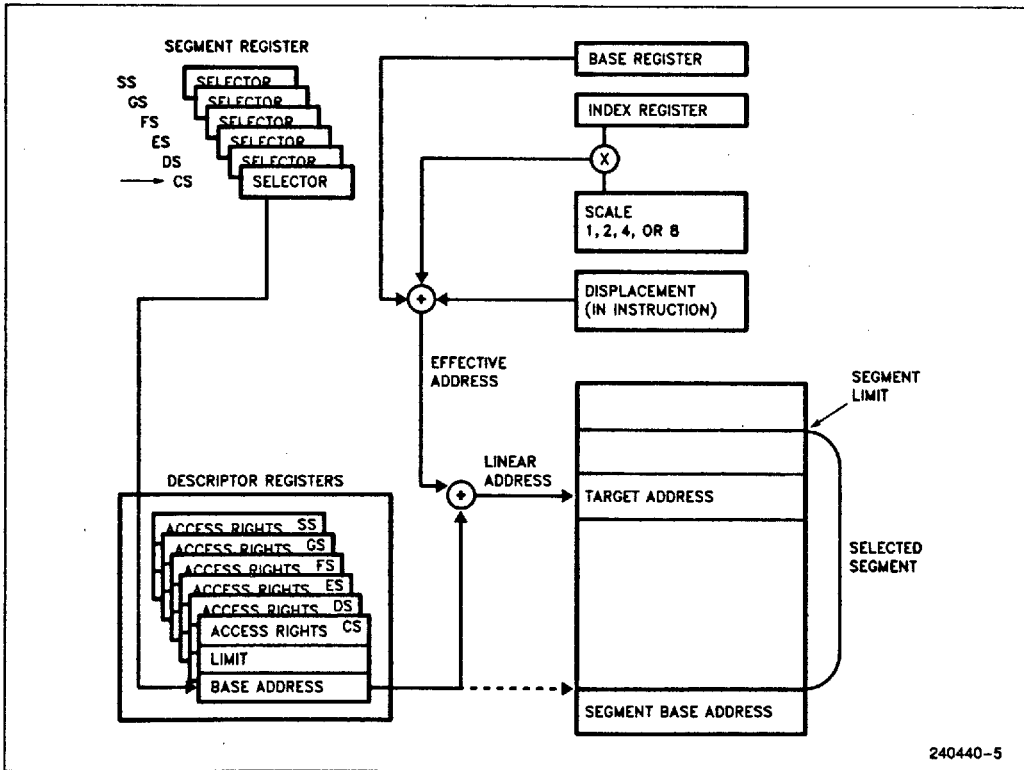 SEGMENT REGISTER
SS
GS
FS
ES
DS
CS
SELECTOR
SELECTOR
SELECTOR
SELECTOR
SELECTOR
SELECTOR
BASE REGISTER
INDEX REGISTER
X
SCALE
1, 2, 4, OR 8
DISPLACEMENT
(IN INSTRUCTION)
+
EFFECTIVE
ADDRESS
SEGMENT
LIMIT
LINEAR
ADDRESS
+
TARGET ADDRESS
SELECTED
SEGMENT
SEGMENT BASE ADDRESS
DESCRIPTOR REGISTERS
ACCESS RIGHTS SS
ACCESS RIGHTS GS
ACCESS RIGHTS FS
ACCESS RIGHTS ES
ACCESS RIGHTS DS
ACCESS RIGHTS CS
LIMIT
BASE ADDRESS
240440-5